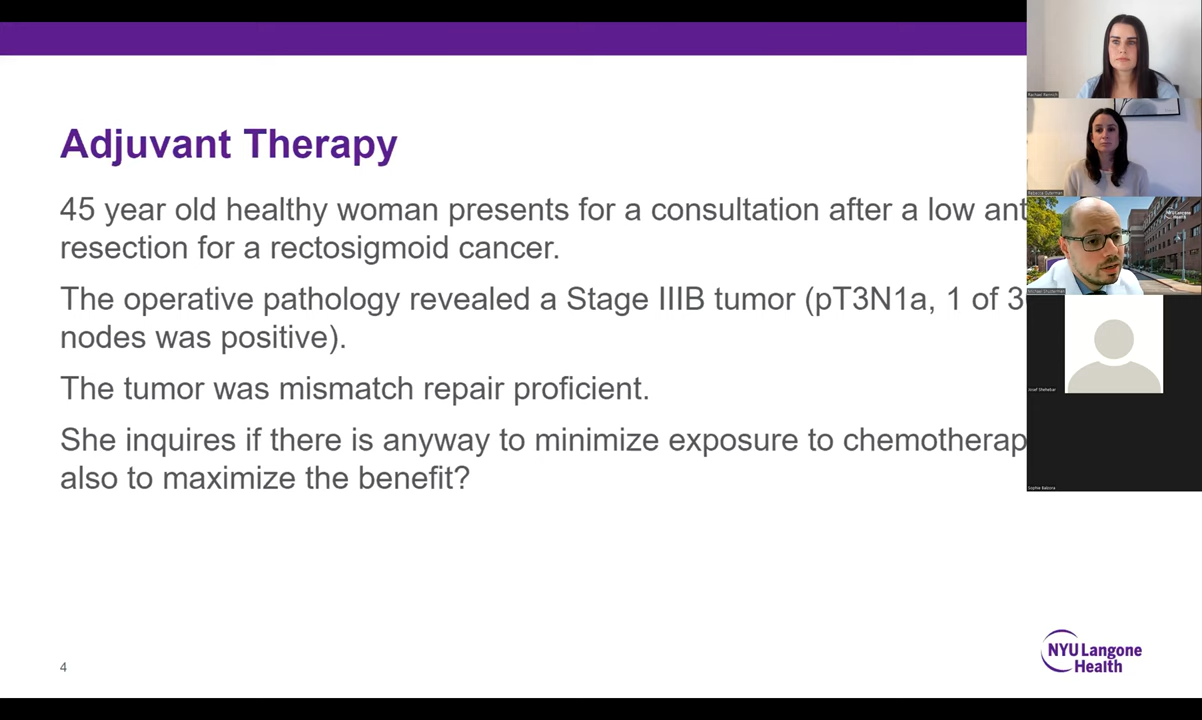 Adjuvant Therapy
45 year old healthy woman presents for a consultation after a low ant
resection for a rectosigmoid cancer.
The operative pathology revealed a Stage IIIB tumor (pT3N1a, 1 of 3
nodes was positive).
The tumor was mismatch repair proficient.
She inquires if there is anyway to minimize exposure to chemotherap
also to maximize the benefit?
4
NYU Langone
Health
NYU Langone
Health